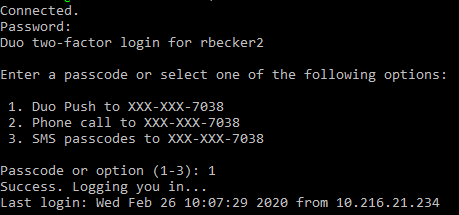 Connected.
Password:
Duo two-factor login for rbecker2
Enter a passcode or select one of the following options:
1. Duo Push to XXX-XXX-7038
2. Phone call to XXX-XXX-7038
3. SMS passcodes to XXX-XXX-7038
Passcode or option (1-3): 1
Success. Logging you in...
Last login: Wed Feb 26 10:07:29 2020 from 10.216.21.234